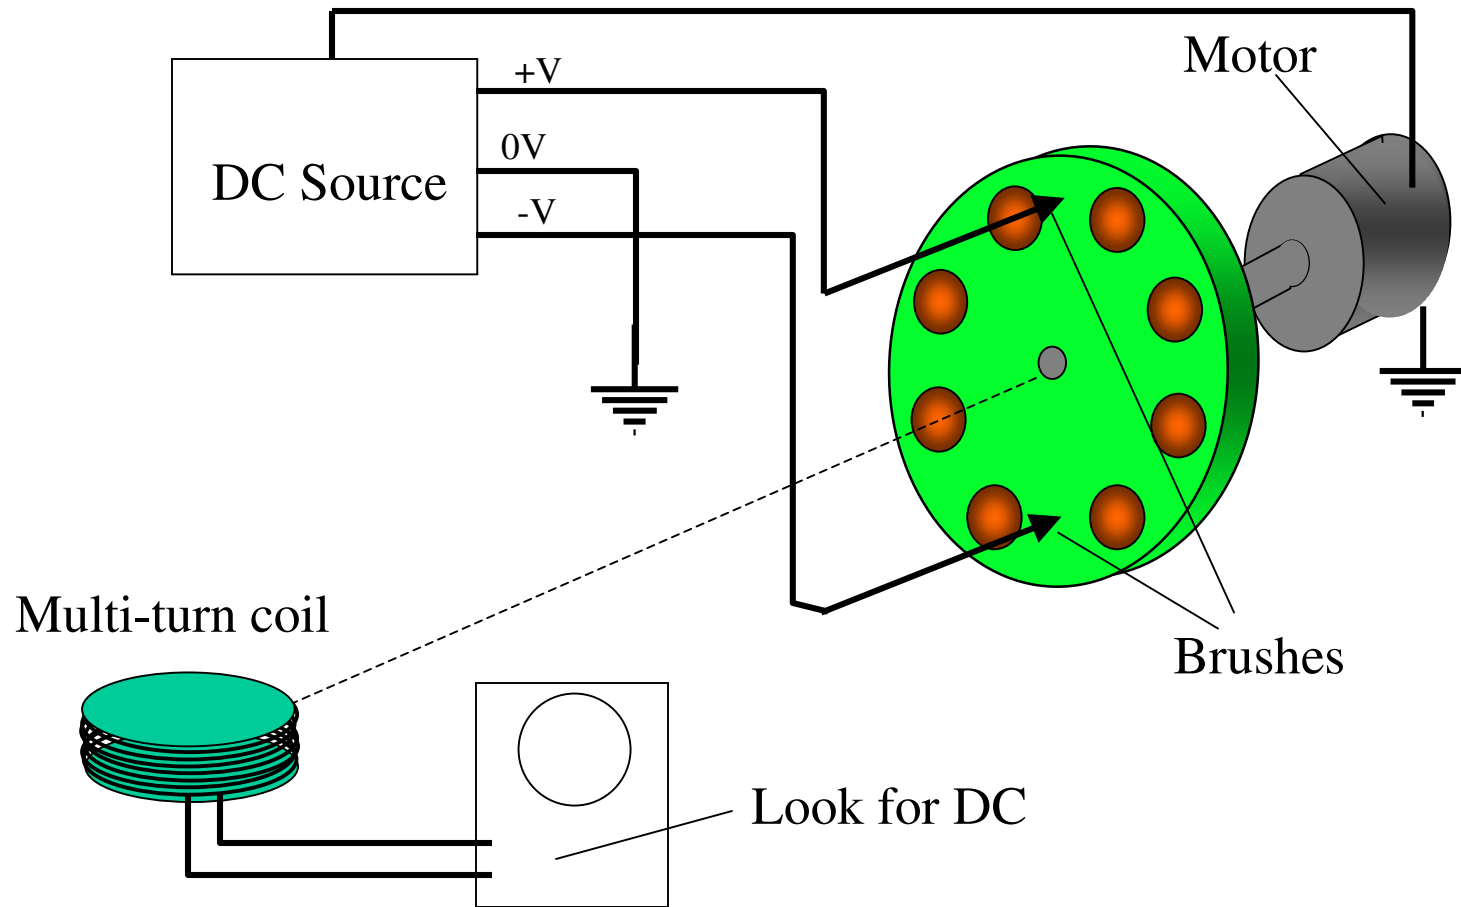 Motor
+V
0V
DC Source
-V
Multi-turn coil
Brushes
Look for DC